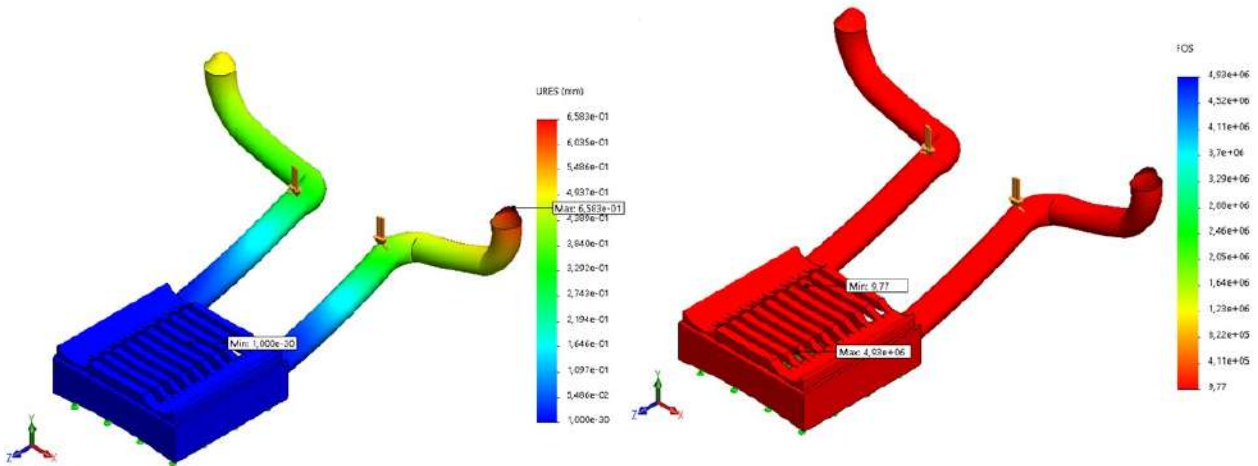 URES (mm)
6,583e-01
6,035e-01
5,486e-01
4,937e-01
4,389e-01
3,840e-01
3,292e-01
2,743e-01
2,194e-01
1,646e-01
1,097e-01
5,486e-02
1,000e-30
Max: 6,583e-01
Min: 1,000e-30
Y
Z
X
FOS
4,93e+06
4,52e+06
4,11e+06
3,7e+06
3,29e+06
2,88e+06
2,46e+06
2,05e+06
1,64e+06
1,23e+06
8,22e+05
4,11e+05
9,77
Min: 9,77
Max: 4,93e+06
Y
Z
X